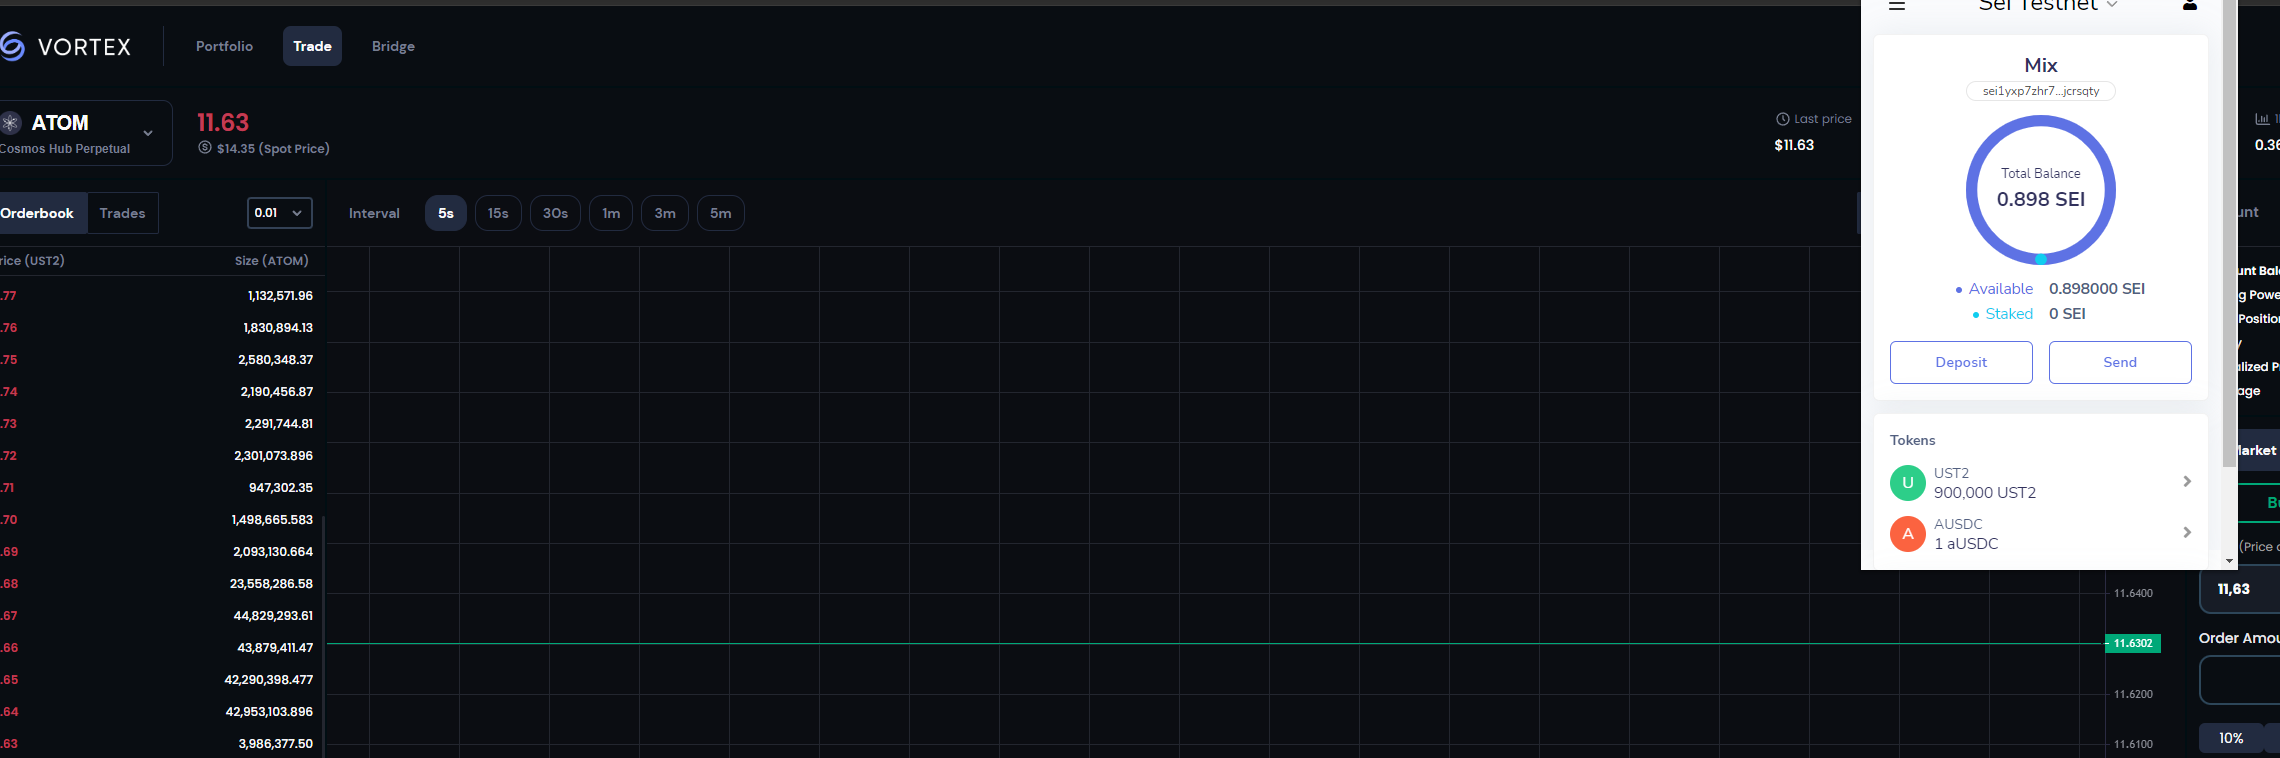 VORTEX
Portfolio
Trade
Bridge
ATOM
Cosmos Hub Perpetual
11.63
$14.35 (Spot Price)
Last price
$11.63
Orderbook
Trades
0.01
Interval
5s
15s
30s
1m
3m
5m
rice (UST2)
Size (ATOM)
.77 1,132,571.96
.76 1,830,894.13
.75 2,580,348.37
.74 2,190,456.87
.73 2,291,744.81
.72 2,301,073.896
.71 947,302.35
.70 1,498,665.583
.69 2,093,130.664
.68 23,558,286.58
.67 44,829,293.61
.66 43,879,411.47
.65 42,290,398.477
.64 42,953,103.896
.63 3,986,377.50
11.6400
11.6302
11.6200
11.6100
Sei Testnet
Mix
sei1yxp7zhr7...jcrsqty
Total Balance
0.898 SEI
Available 0.898000 SEI
Staked 0 SEI
Deposit
Send
Tokens
U
UST2
900,000 UST2
A
AUSDC
1 aUSDC
0.36
unt
unt Bal
g Powe
Position
y
alized P
age
Market
B
(Price
11,63
Order Amou
10%